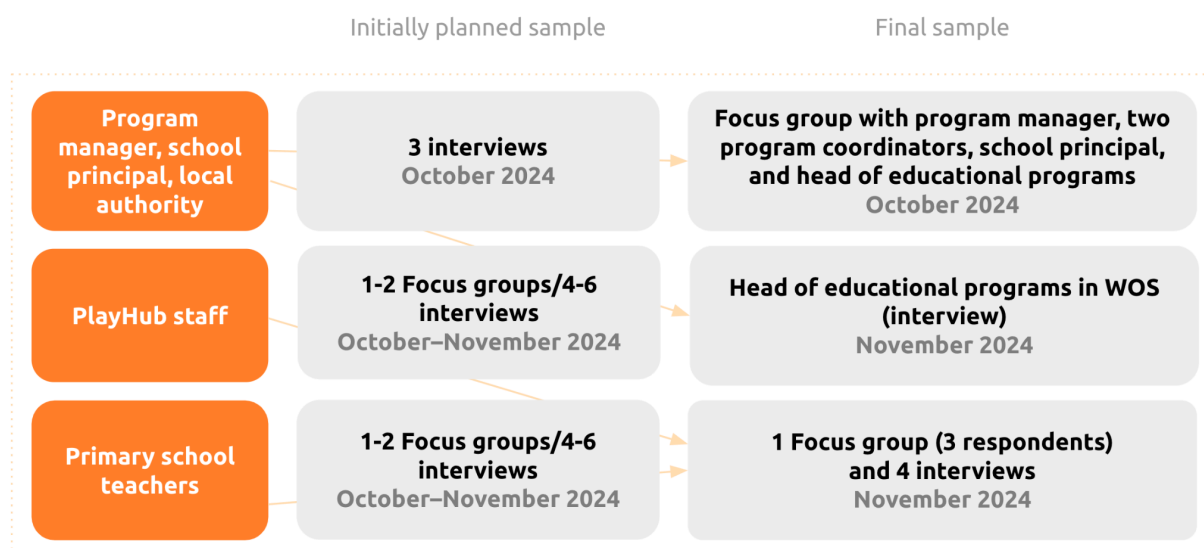 Initially planned sample
Final sample
Program
manager, school
principal, local
authority
3 interviews
October 2024
Focus group with program manager, two
program coordinators, school principal,
and head of educational programs
October 2024
PlayHub staff
1-2 Focus groups/4-6
interviews
October–November 2024
Head of educational programs in WOS
(interview)
November 2024
Primary school
teachers
1-2 Focus groups/4-6
interviews
October–November 2024
1 Focus group (3 respondents)
and 4 interviews
November 2024